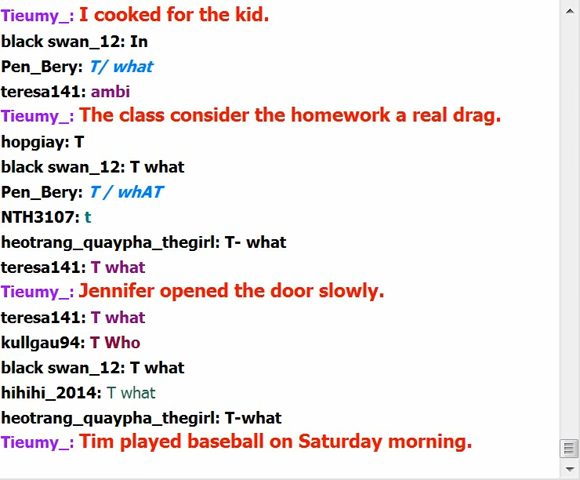 Tieumy_: I cooked for the kid.
black swan_12: In
Pen_Bery: T/ what
teresa141: ambi
Tieumy_: The class consider the homework a real drag.
hopgiay: T
black swan_12: T what
Pen_Bery: T / whAT
NTH3107: t
heotrang_quaypha_thegirl: T- what
teresa141: T what
Tieumy_: Jennifer opened the door slowly.
teresa141: T what
kullgau94: T Who
black swan_12: T what
hihihi_2014: T what
heotrang_quaypha_thegirl: T-what
Tieumy_: Tim played baseball on Saturday morning.